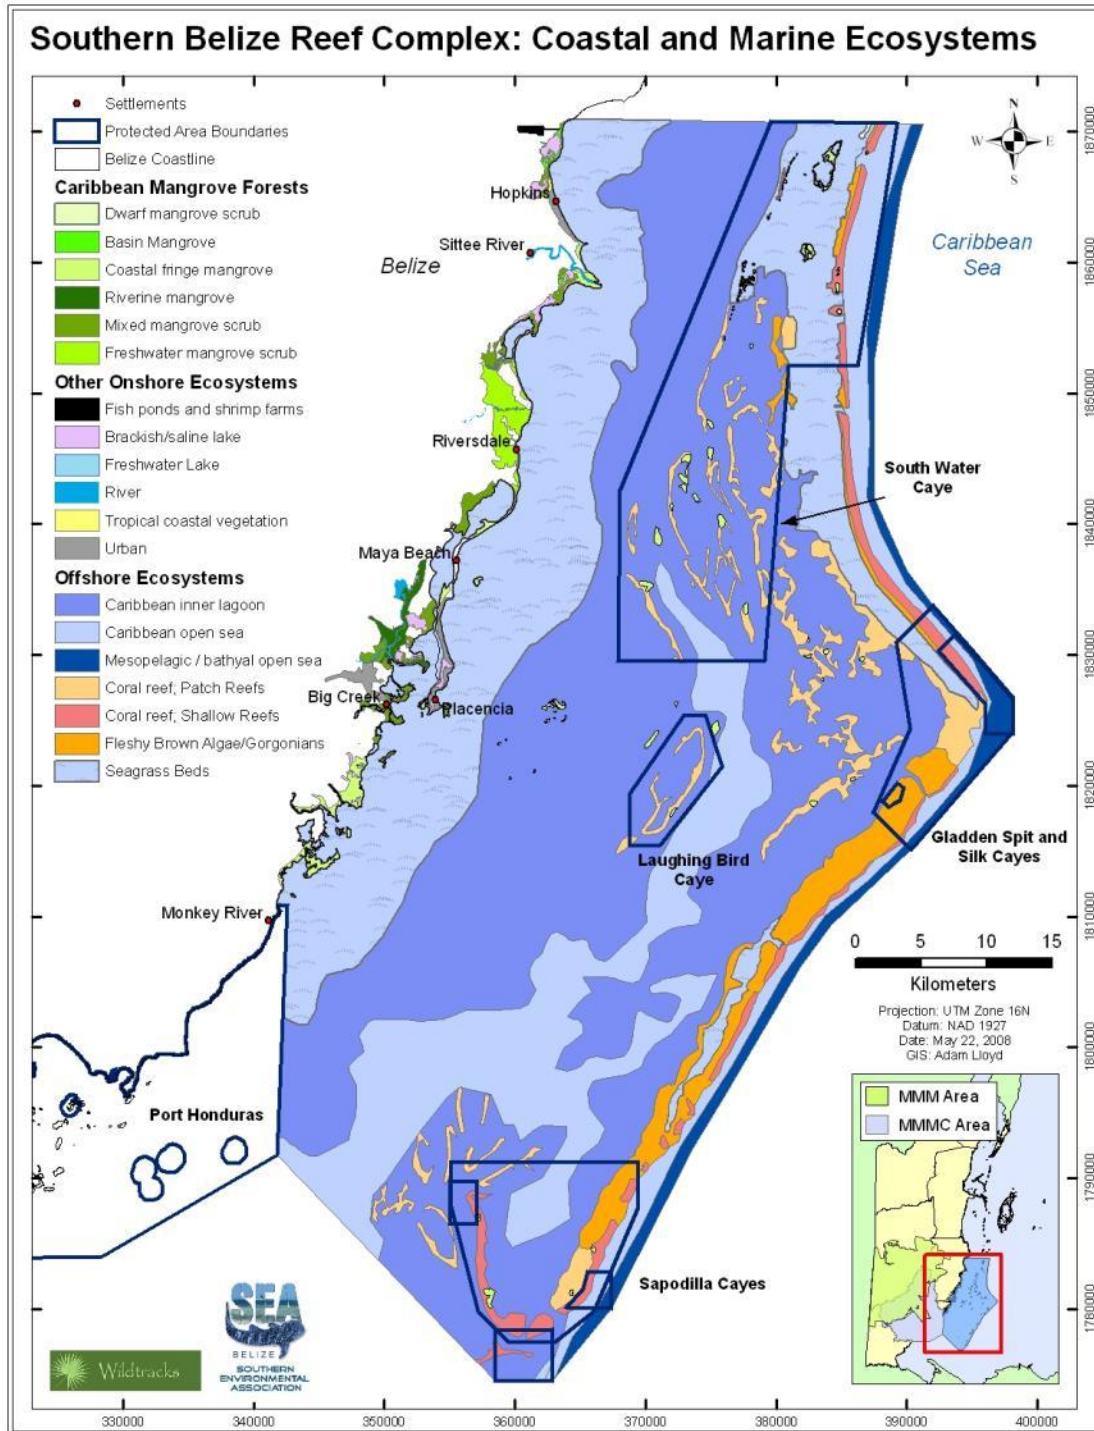 Southern Belize Reef Complex: Coastal and Marine Ecosystems
Settlements
Protected Area Boundaries
Belize Coastline
Caribbean Mangrove Forests
Dwarf mangrove scrub
Basin Mangrove
Coastal fringe mangrove
Riverine mangrove
Mixed mangrove scrub
Freshwater mangrove scrub
Other Onshore Ecosystems
Fish ponds and shrimp farms
Brackish/saline lake
Freshwater Lake
River
Tropical coastal vegetation
Urban
Offshore Ecosystems
Caribbean inner lagoon
Caribbean open sea
Mesopelagic / bathyal open sea
Coral reef; Patch Reefs
Coral reef; Shallow Reefs
Fleshy Brown Algae/Gorgonians
Seagrass Beds
N
W
E
S
Hopkins
Sittee River
Belize
Caribbean
Sea
Riversdale
South Water
Caye
Maya Beach
Big Creek
Placencia
Laughing Bird
Caye
Gladden Spit and
Silk Cayes
Monkey River
Port Honduras
Sapodilla Cayes
0 5 10 15
Kilometers
Projection: UTM Zone 16N
Datum: NAD 1927
Date: May 22, 2008
GIS: Adam Lloyd
MMM Area
MMMC Area
Wildtracks
SEA
BELIZE
SOUTHERN
ENVIRONMENTAL
ASSOCIATION
1870000
1860000
1850000
1840000
1830000
1820000
1810000
1800000
1790000
1780000
330000
340000
350000
360000
370000
380000
390000
400000